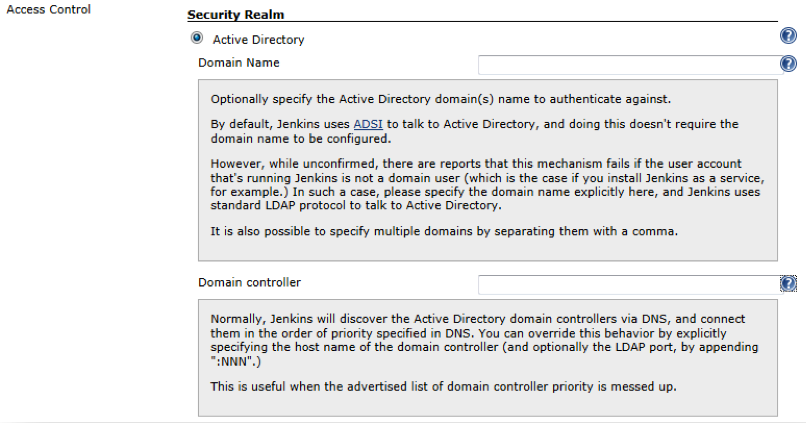 Access Control
Security Realm
Active Directory
Domain Name
Optionally specify the Active Directory domain(s) name to authenticate against.
By default, Jenkins uses ADSI to talk to Active Directory, and doing this doesn't require the
domain name to be configured.
However, while unconfirmed, there are reports that this mechanism fails if the user account
that's running Jenkins is not a domain user (which is the case if you install Jenkins as a service,
for example.) In such a case, please specify the domain name explicitly here, and Jenkins uses
standard LDAP protocol to talk to Active Directory.
It is also possible to specify multiple domains by separating them with a comma.
Domain controller
Normally, Jenkins will discover the Active Directory domain controllers via DNS, and connect
them in the order of priority specified in DNS. You can override this behavior by explicitly
specifying the host name of the domain controller (and optionally the LDAP port, by appending
":NNN".)
This is useful when the advertised list of domain controller priority is messed up.